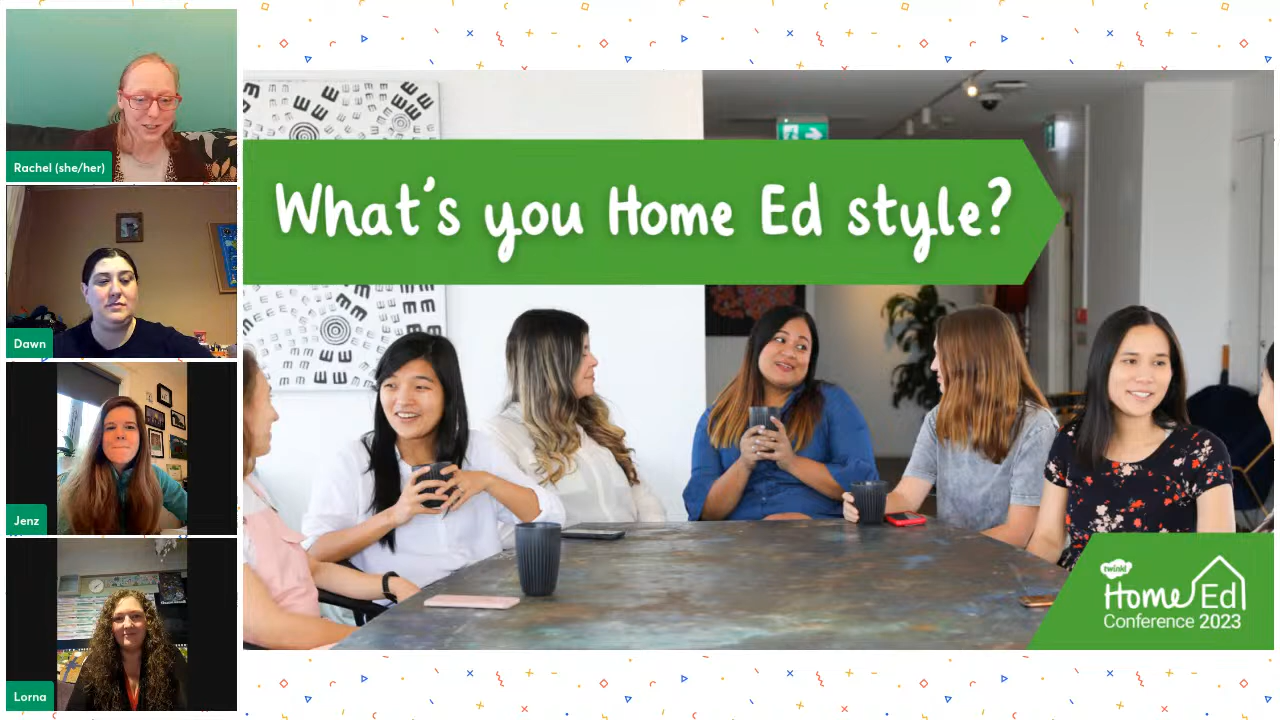 Rachel (she/her)
Dawn
Jenz
Lorna
What's you Home Ed style?
twinkl
Home Ed
Conference 2023